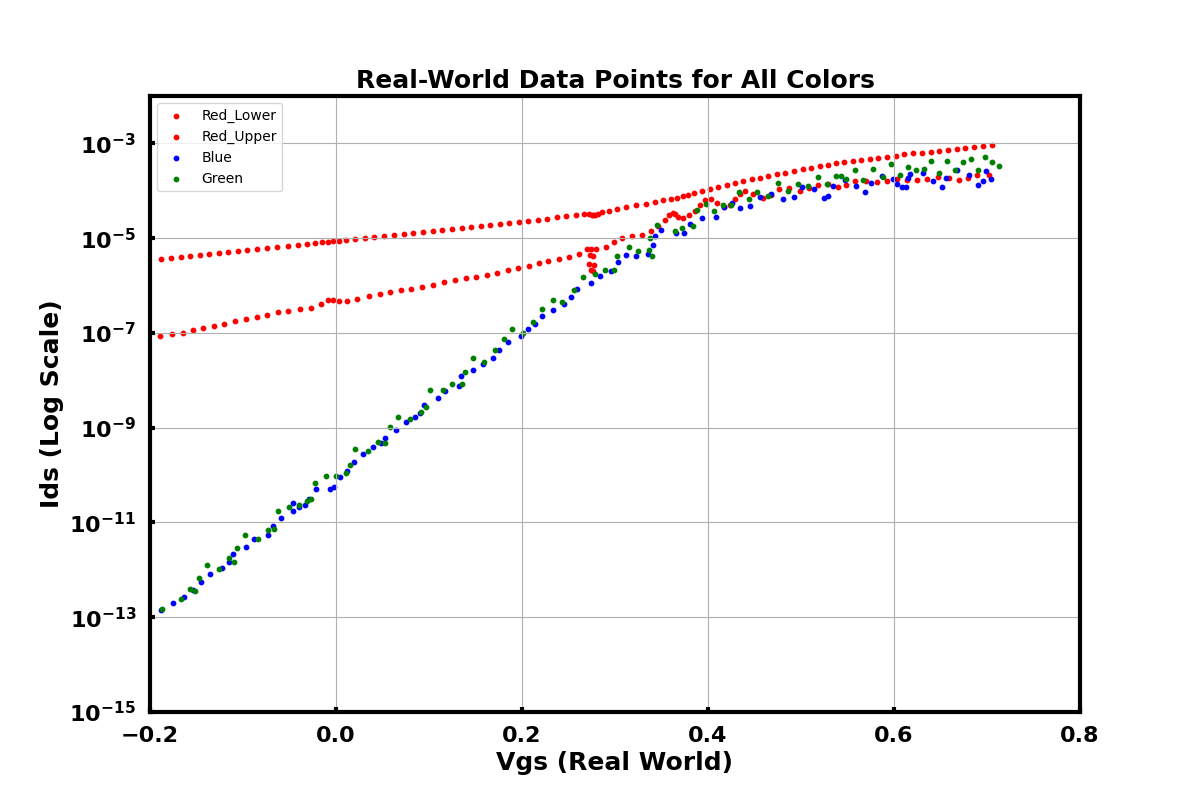 Real-World Data Points for All Colors
Red_Lower
Red_Upper
Blue
Green
10⁻³
10⁻⁵
10⁻⁷
10⁻⁹
10⁻¹¹
10⁻¹³
10⁻¹⁵
Ids (Log Scale)
−0.2 0.0 0.2 0.4 0.6 0.8
Vgs (Real World)